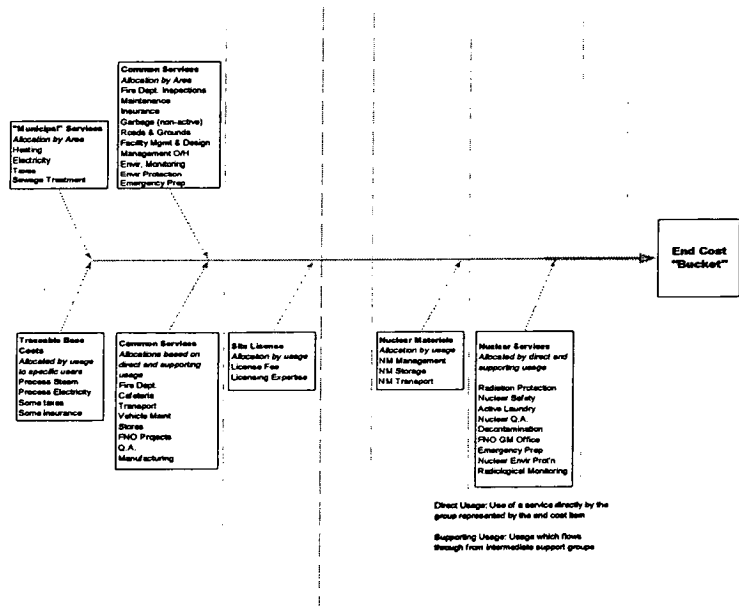 Common Services
Allocation by Area
Fire Dept. Inspections
Maintenance
Insurance
Garbage (non-active)
Roads & Grounds
Facility Mgmt & Design
Management O/H
Envir. Monitoring
Envir Protection
Emergency Prep
"Municipal" Services
Allocation by Area
Heating
Electricity
Taxes
Sewage Treatment
End Cost
"Bucket"
Traceable Base
Costs
Allocated by usage
to specific users
Process Steam
Process Electricity
Some taxes
Some insurance
Common Services
Allocations based on
direct and supporting
usage
Fire Dept.
Cafeteria
Transport
Vehicle Maint
Stores
FNO Projects
Q.A.
Manufacturing
Site License
Allocation by usage
License Fee
Licensing Expertise
Nuclear Materials
Allocation by usage
NM Management
NM Storage
NM Transport
Nuclear Services
Allocated by direct and
supporting usage
Radiation Protection
Nuclear Safety
Active Laundry
Nuclear Q.A.
Decontamination
FNO GM Office
Emergency Prep
Nuclear Envir Prot'n
Radiological Monitoring
Direct Usage: Use of a service directly by the
group represented by the end cost item
Supporting Usage: Usage which flows
through from intermediate support groups